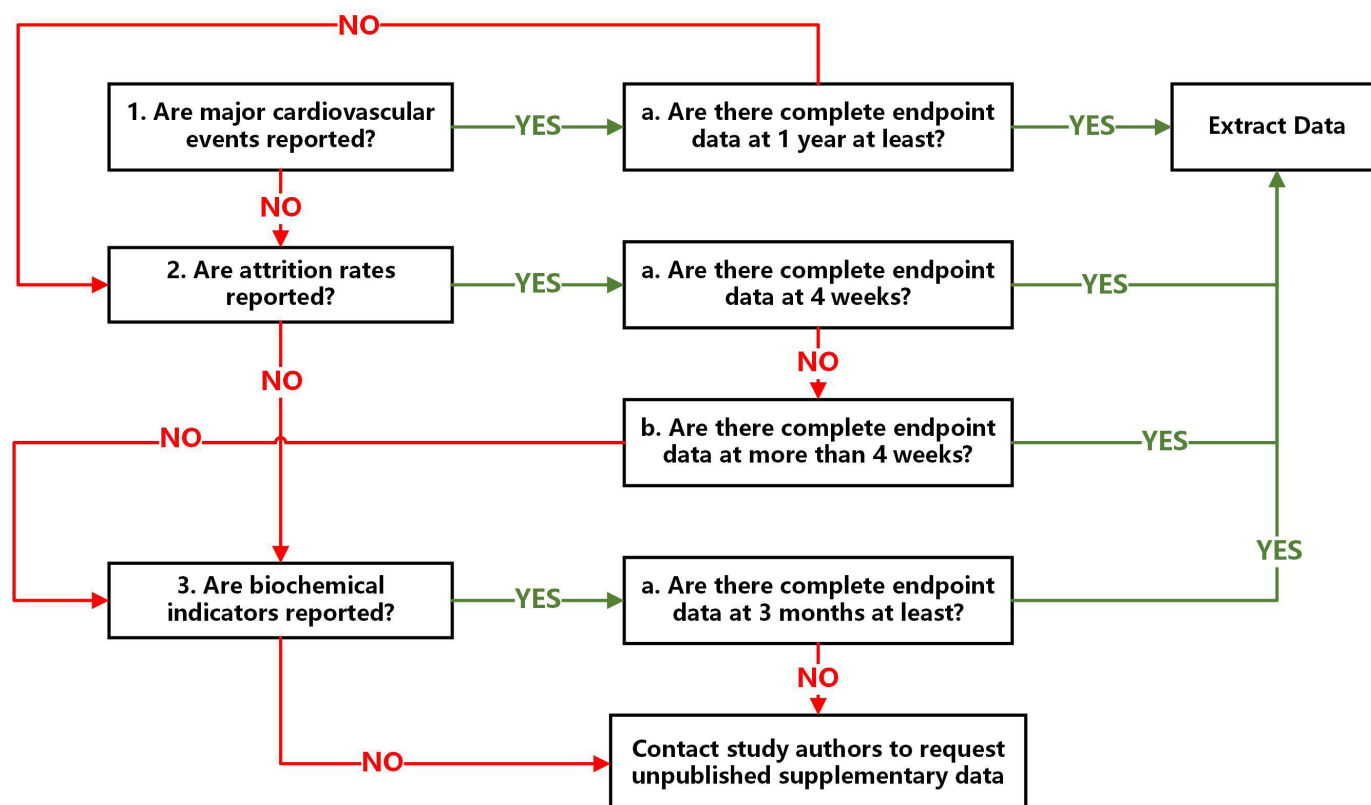 NO
1. Are major cardiovascular
events reported?
YES
a. Are there complete endpoint
data at 1 year at least?
YES
Extract Data
NO
2. Are attrition rates
reported?
YES
a. Are there complete endpoint
data at 4 weeks?
YES
NO
NO
b. Are there complete endpoint
data at more than 4 weeks?
NO
YES
3. Are biochemical
indicators reported?
YES
a. Are there complete endpoint
data at 3 months at least?
YES
NO
NO
Contact study authors to request
unpublished supplementary data